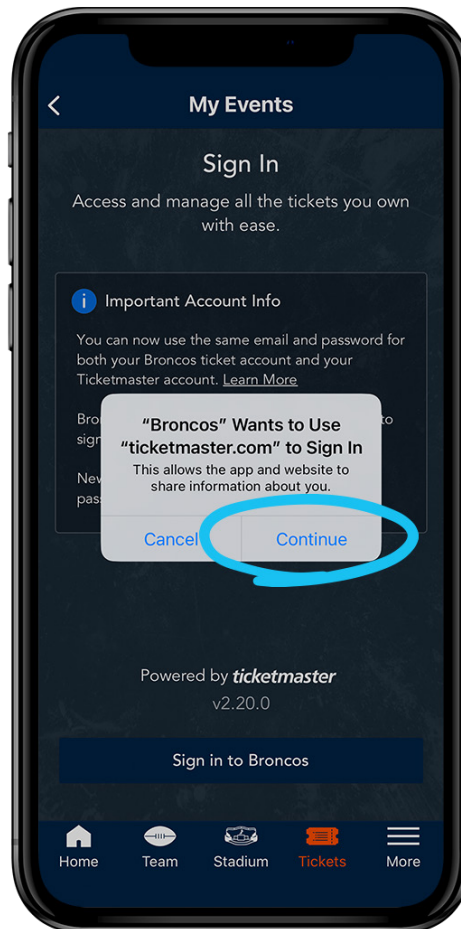 My Events
Sign In
Access and manage all the tickets you own
with ease.
i
Important Account Info
You can now use the same email and password for
both your Broncos ticket account and your
Ticketmaster account. Learn More
to
"Broncos" Wants to Use
"ticketmaster.com" to Sign In
This allows the app and website to
share information about you.
Cancel
Continue
Powered by ticketmaster
v2.20.0
Sign in to Broncos
Home
Team
Stadium
Tickets
More